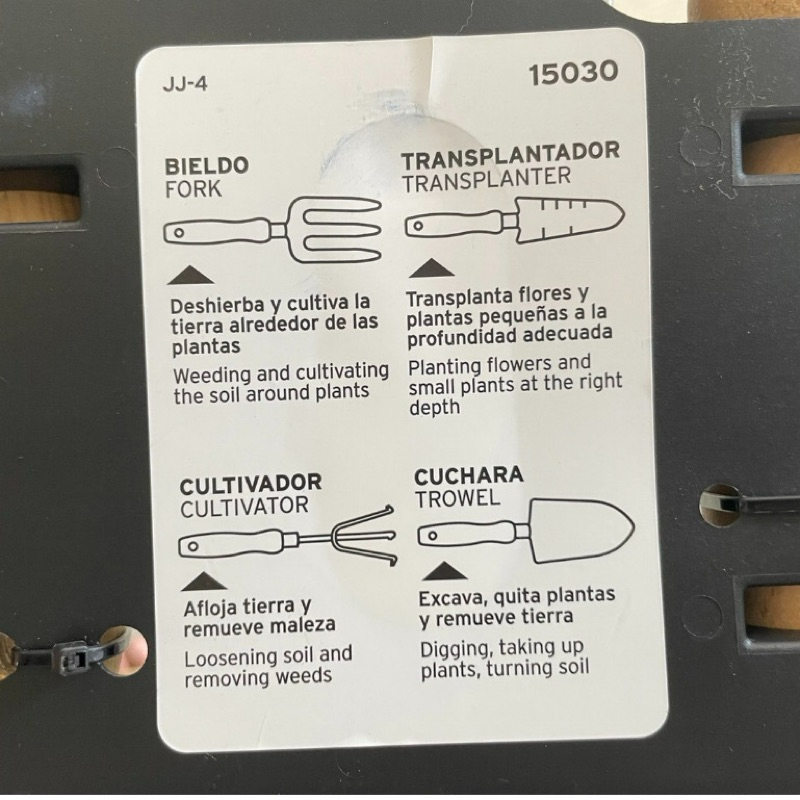 JJ-4
15030
BIELDO
FORK
Deshierba y cultiva la
tierra alrededor de las
plantas
Weeding and cultivating
the soil around plants
TRANSPLANTADOR
TRANSPLANTER
Transplanta flores y
plantas pequeñas a la
profundidad adecuada
Planting flowers and
small plants at the right
depth
CULTIVADOR
CULTIVATOR
Afloja tierra y
remueve maleza
Loosening soil and
removing weeds
CUCHARA
TROWEL
Excava, quita plantas
y remueve tierra
Digging, taking up
plants, turning soil